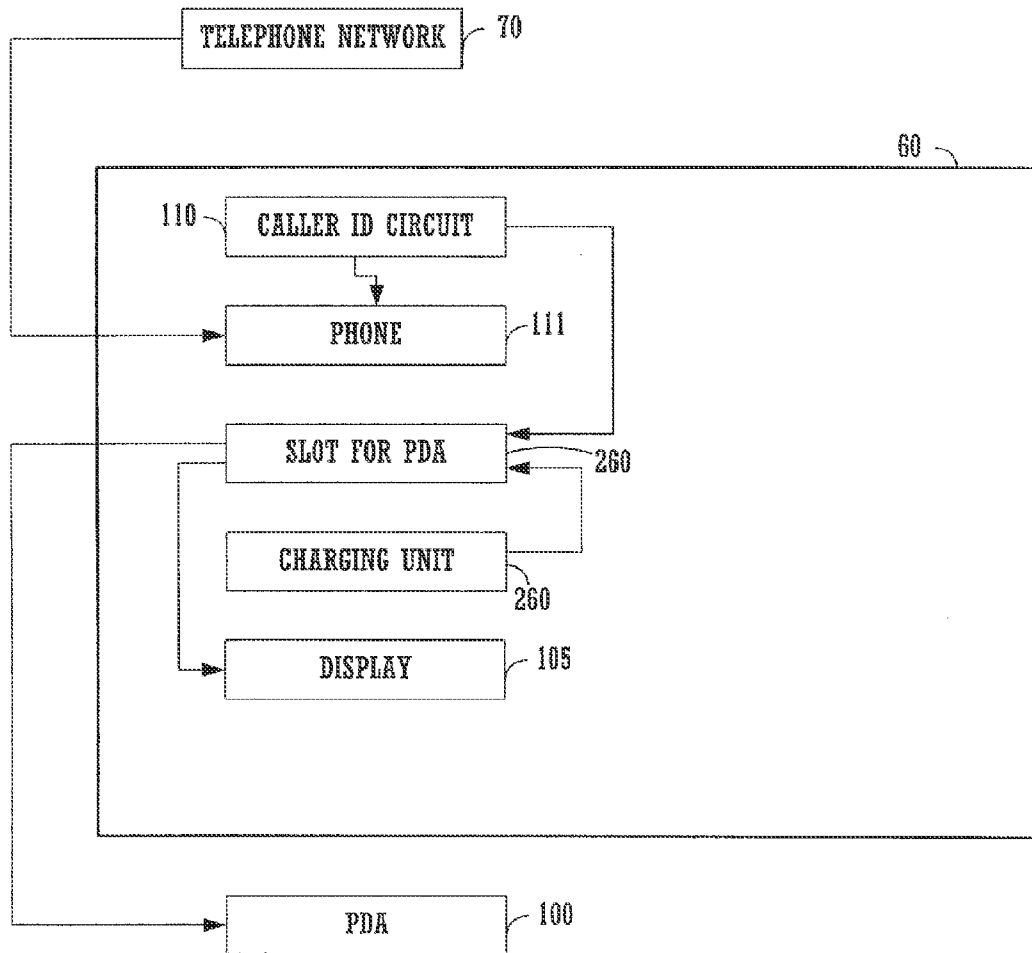 TELEPHONE NETWORK 70
60
110 CALLER ID CIRCUIT
PHONE 111
SLOT FOR PDA 260
CHARGING UNIT 260
DISPLAY 105
PDA 100